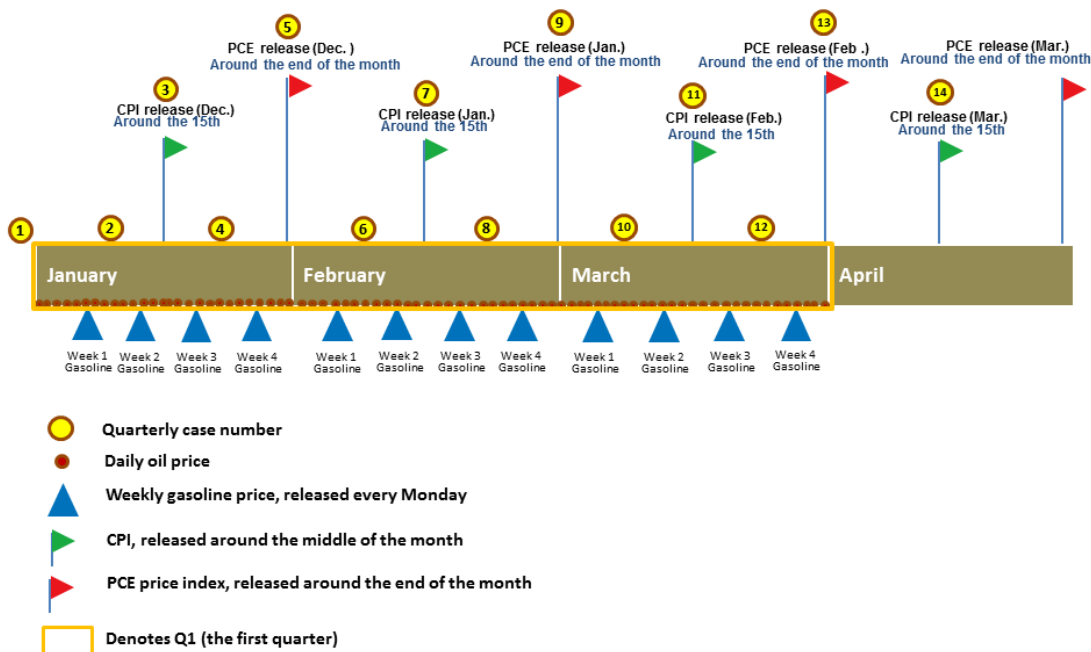 5
PCE release (Dec. )
Around the end of the month
9
PCE release (Jan.)
Around the end of the month
13
PCE release (Feb .)
Around the end of the month
PCE release (Mar.)
Around the end of the month
3
CPI release (Dec.)
Around the 15th
7
CPI release (Jan.)
Around the 15th
11
CPI release (Feb.)
Around the 15th
14
CPI release (Mar.)
Around the 15th
1
2
4
6
8
10
12
January
February
March
April
Week 1
Gasoline
Week 2
Gasoline
Week 3
Gasoline
Week 4
Gasoline
Week 1
Gasoline
Week 2
Gasoline
Week 3
Gasoline
Week 4
Gasoline
Week 1
Gasoline
Week 2
Gasoline
Week 3
Gasoline
Week 4
Gasoline
Quarterly case number
Daily oil price
Weekly gasoline price, released every Monday
CPI, released around the middle of the month
PCE price index, released around the end of the month
Denotes Q1 (the first quarter)